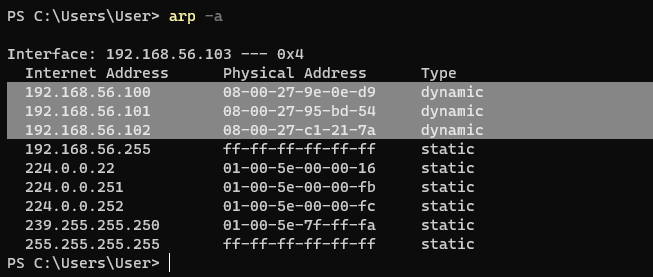 PS C:\Users\User> arp -a
Interface: 192.168.56.103 --- 0x4
Internet Address      Physical Address      Type
192.168.56.100        08-00-27-9e-0e-d9     dynamic
192.168.56.101        08-00-27-95-bd-54     dynamic
192.168.56.102        08-00-27-c1-21-7a     dynamic
192.168.56.255        ff-ff-ff-ff-ff-ff     static
224.0.0.22            01-00-5e-00-00-16     static
224.0.0.251           01-00-5e-00-00-fb     static
224.0.0.252           01-00-5e-00-00-fc     static
239.255.255.250       01-00-5e-7f-ff-fa     static
255.255.255.255       ff-ff-ff-ff-ff-ff     static
PS C:\Users\User>